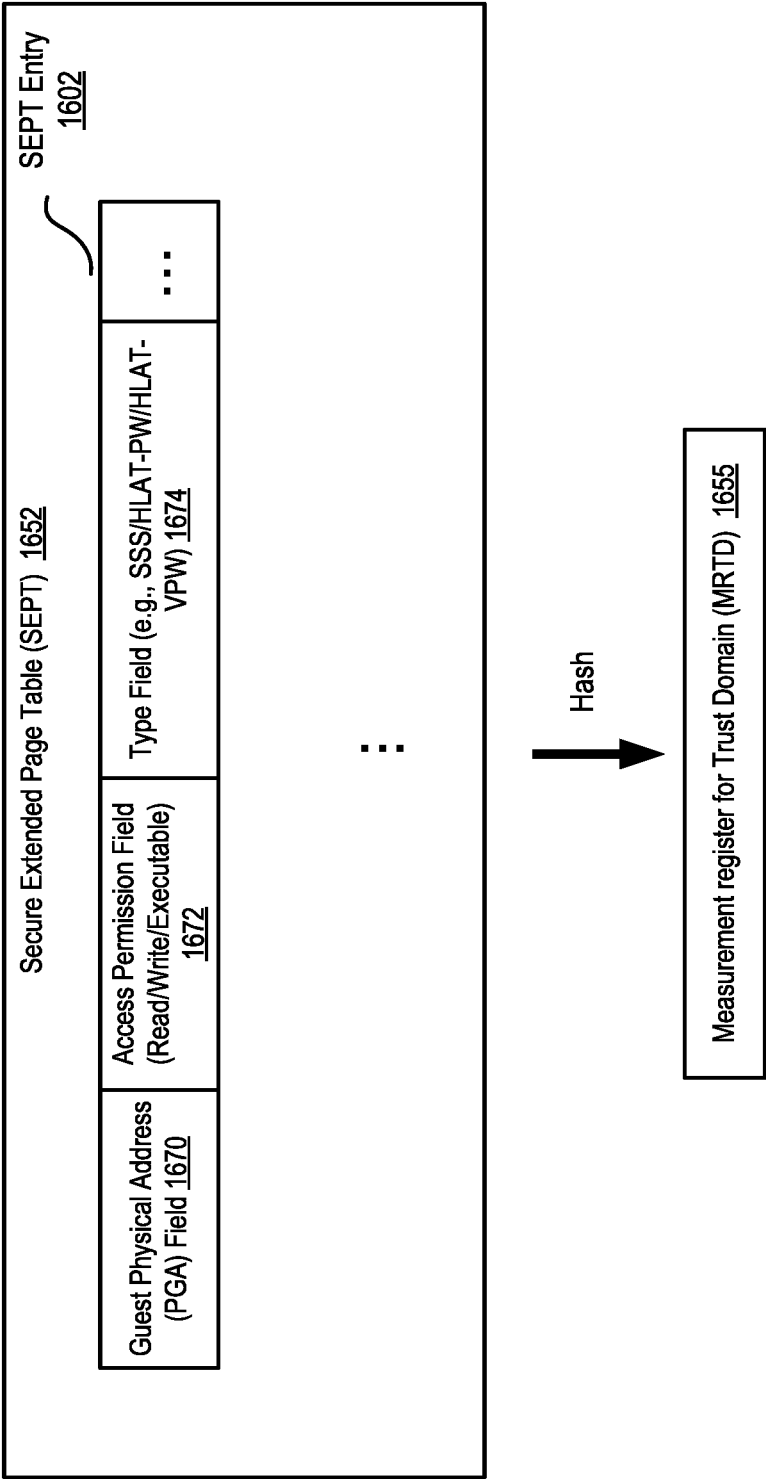 Secure Extended Page Table (SEPT) 1652
SEPT Entry
1602
Guest Physical Address
(PGA) Field 1670
Access Permission Field
(Read/Write/Executable)
1672
Type Field (e.g., SSS/HLAT-PW/HLAT-
VPW) 1674
...
...
Hash
Measurement register for Trust Domain (MRTD) 1655